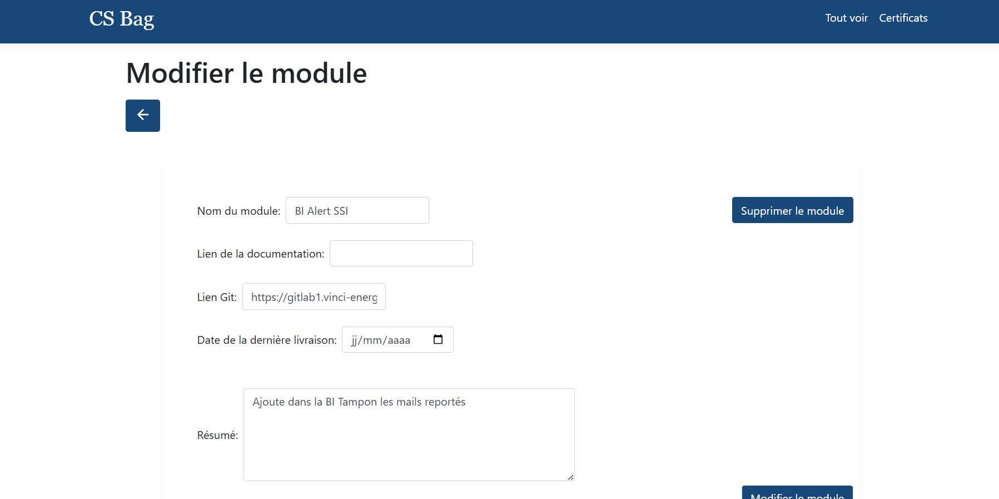 CS Bag
Tout voir Certificats
Modifier le module
Nom du module: BI Alert SSI
Supprimer le module
Lien de la documentation:
Lien Git: https://gitlab1.vinci-energ
Date de la dernière livraison: jj/mm/aaaa
Résumé: Ajoute dans la BI Tampon les mails reportés
Modifier le module